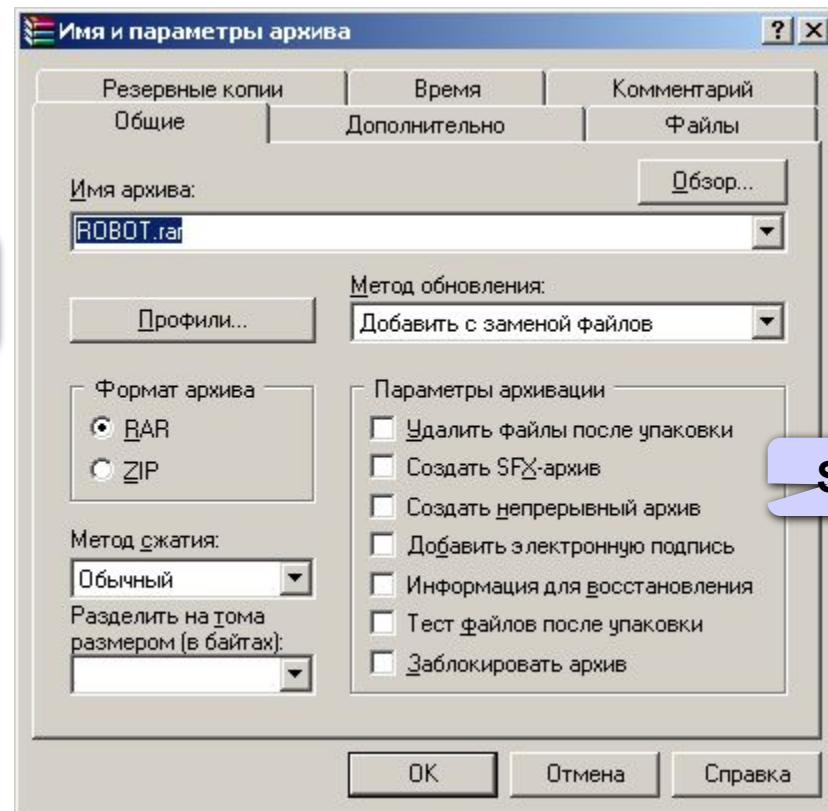 Имя и параметры архива
Резервные копии Время Комментарий
Общие Дополнительно Файлы
Имя архива:
Обзор...
ROBOT.rar
Метод обновления:
Профили...
Добавить с заменой файлов
Формат архива
RAR
ZIP
Параметры архивации
Удалить файлы после упаковки
Создать SFX-архив
Создать непрерывный архив
Добавить электронную подпись
Информация для восстановления
Тест файлов после упаковки
Заблокировать архив
Метод сжатия:
Обычный
Разделить на тома
размером (в байтах):
ОК Отмена Справка